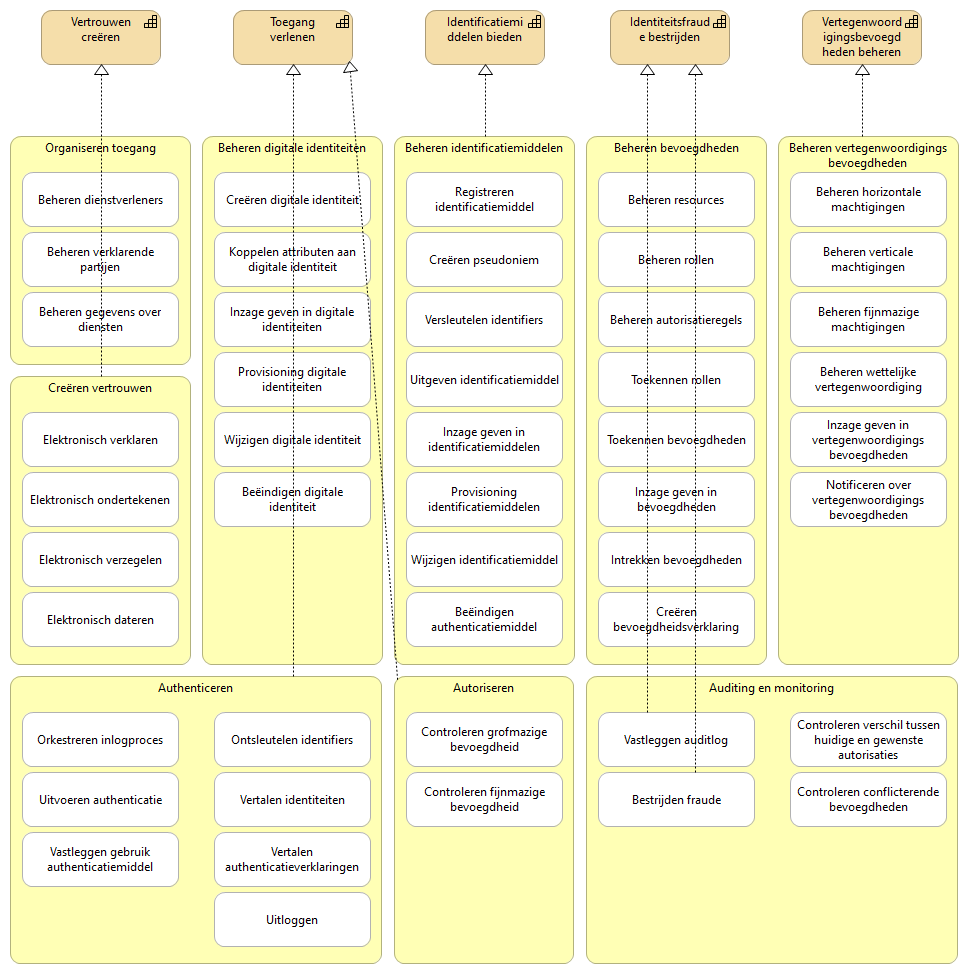 Vertrouwen
creëren
Toegang
verlenen
Identificatiemi
ddelen bieden
Identiteitsfraud
e bestrijden
Vertegenwoord
igingsbevoegd
heden beheren
Organiseren toegang
Beheren dienstverleners
Beheren verklarende
partijen
Beheren gegevens over
diensten
Creëren vertrouwen
Elektronisch verklaren
Elektronisch ondertekenen
Elektronisch verzegelen
Elektronisch dateren
Beheren digitale identiteiten
Creëren digitale identiteit
Koppelen attributen aan
digitale identiteit
Inzage geven in digitale
identiteiten
Provisioning digitale
identiteiten
Wijzigen digitale identiteit
Beëindigen digitale
identiteit
Beheren identificatiemiddelen
Registreren
identificatiemiddel
Creëren pseudoniem
Versleutelen identifiers
Uitgeven identificatiemiddel
Inzage geven in
identificatiemiddelen
Provisioning
identificatiemiddelen
Wijzigen identificatiemiddel
Beëindigen
authenticatiemiddel
Beheren bevoegdheden
Beheren resources
Beheren rollen
Beheren autorisatieregels
Toekennen rollen
Toekennen bevoegdheden
Inzage geven in
bevoegdheden
Intrekken bevoegdheden
Creëren
bevoegdheidsverklaring
Beheren vertegenwoordigings
bevoegdheden
Beheren horizontale
machtigingen
Beheren verticale
machtigingen
Beheren fijnmazige
machtigingen
Beheren wettelijke
vertegenwoordiging
Inzage geven in
vertegenwoordigings
bevoegdheden
Notificeren over
vertegenwoordigings
bevoegdheden
Authenticeren
Orkestreren inlogproces
Uitvoeren authenticatie
Vastleggen gebruik
authenticatiemiddel
Ontsleutelen identifiers
Vertalen identiteiten
Vertalen
authenticatieverklaringen
Uitloggen
Autoriseren
Controleren grofmazige
bevoegdheid
Controleren fijnmazige
bevoegdheid
Auditing en monitoring
Vastleggen auditlog
Bestrijden fraude
Controleren verschil tussen
huidige en gewenste
autorisaties
Controleren conflicterende
bevoegdheden